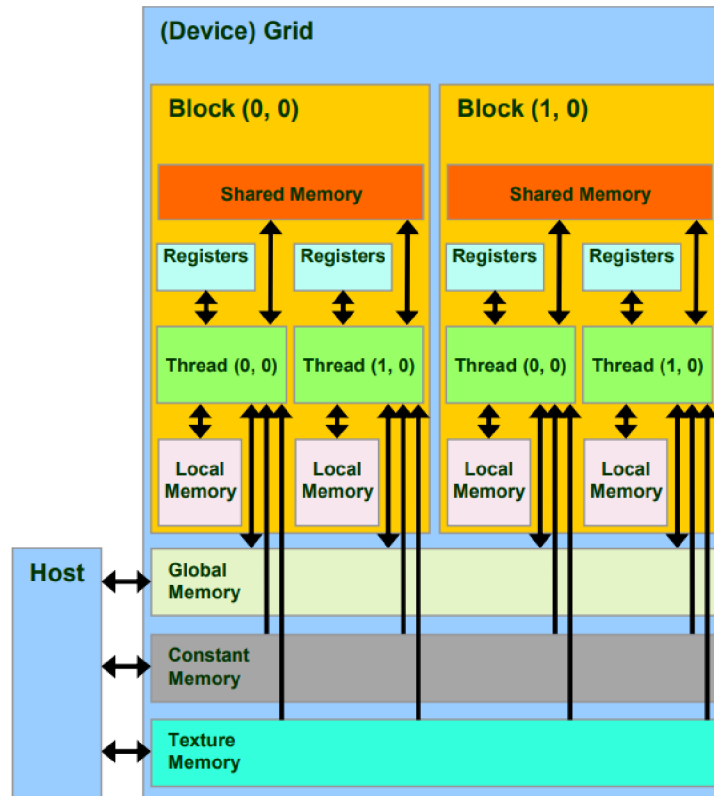 (Device) Grid
Block (0, 0)
Block (1, 0)
Shared Memory
Shared Memory
Registers
Registers
Registers
Registers
Thread (0, 0)
Thread (1, 0)
Thread (0, 0)
Thread (1, 0)
Local
Memory
Local
Memory
Local
Memory
Local
Memory
Host
Global
Memory
Constant
Memory
Texture
Memory